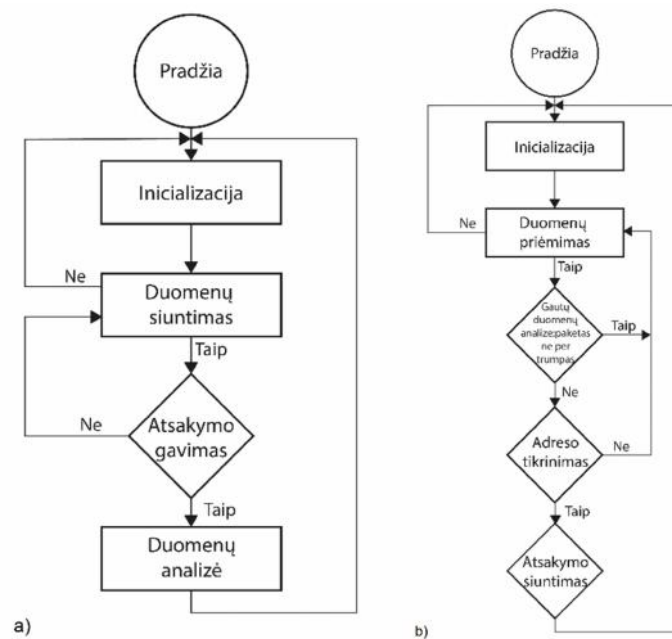 Pradžia
Inicializacija
Ne
Duomenų
siuntimas
Taip
Ne
Atsakymo
gavimas
Taip
Duomenų
analizė
a)
Pradžia
Inicializacija
Ne
Duomenų
priėmimas
Taip
Gautų
duomenų
analizė;paketas
ne per
trumpas
Taip
Ne
Adreso
tikrinimas
Ne
Taip
Atsakymo
siuntimas
b)